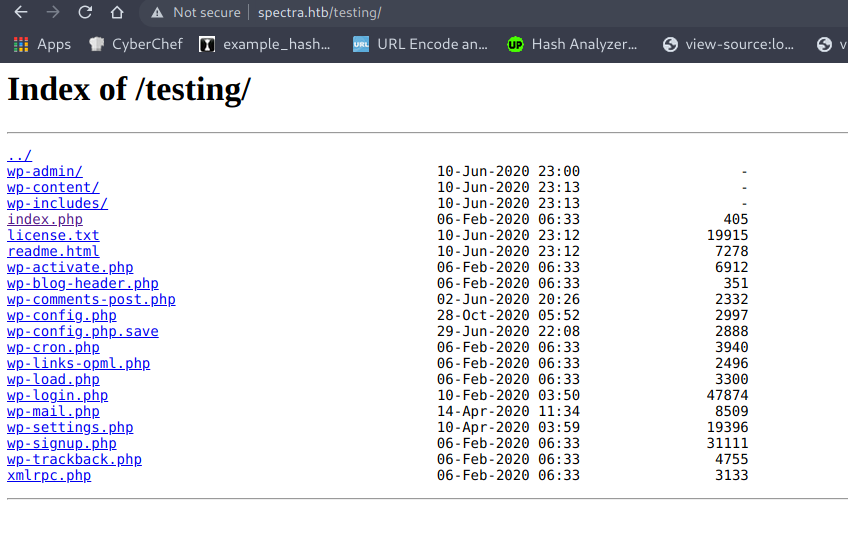 Not secure | spectra.htb/testing/
Apps CyberChef example_hash... URL URL Encode an... UP Hash Analyzer... view-source:lo... v
Index of /testing/
../
wp-admin/ 10-Jun-2020 23:00 -
wp-content/ 10-Jun-2020 23:13 -
wp-includes/ 10-Jun-2020 23:13 -
index.php 06-Feb-2020 06:33 405
license.txt 10-Jun-2020 23:12 19915
readme.html 10-Jun-2020 23:12 7278
wp-activate.php 06-Feb-2020 06:33 6912
wp-blog-header.php 06-Feb-2020 06:33 351
wp-comments-post.php 02-Jun-2020 20:26 2332
wp-config.php 28-Oct-2020 05:52 2997
wp-config.php.save 29-Jun-2020 22:08 2888
wp-cron.php 06-Feb-2020 06:33 3940
wp-links-opml.php 06-Feb-2020 06:33 2496
wp-load.php 06-Feb-2020 06:33 3300
wp-login.php 10-Feb-2020 03:50 47874
wp-mail.php 14-Apr-2020 11:34 8509
wp-settings.php 10-Apr-2020 03:59 19396
wp-signup.php 06-Feb-2020 06:33 31111
wp-trackback.php 06-Feb-2020 06:33 4755
xmlrpc.php 06-Feb-2020 06:33 3133